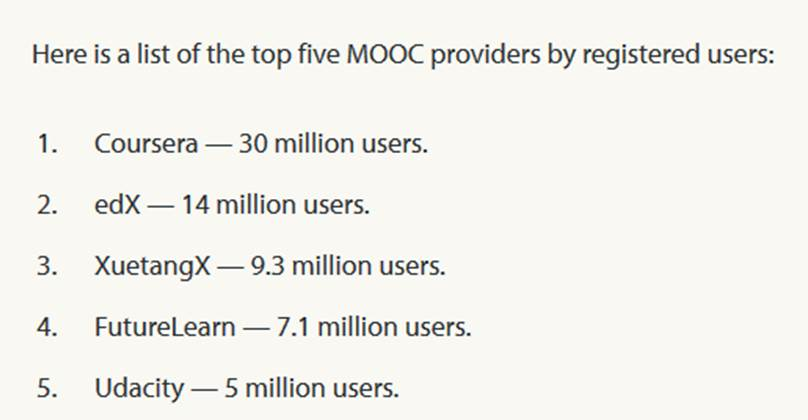 Here is a list of the top five MOOC providers by registered users:
1. Coursera — 30 million users.
2. edX — 14 million users.
3. XuetangX — 9.3 million users.
4. FutureLearn — 7.1 million users.
5. Udacity — 5 million users.